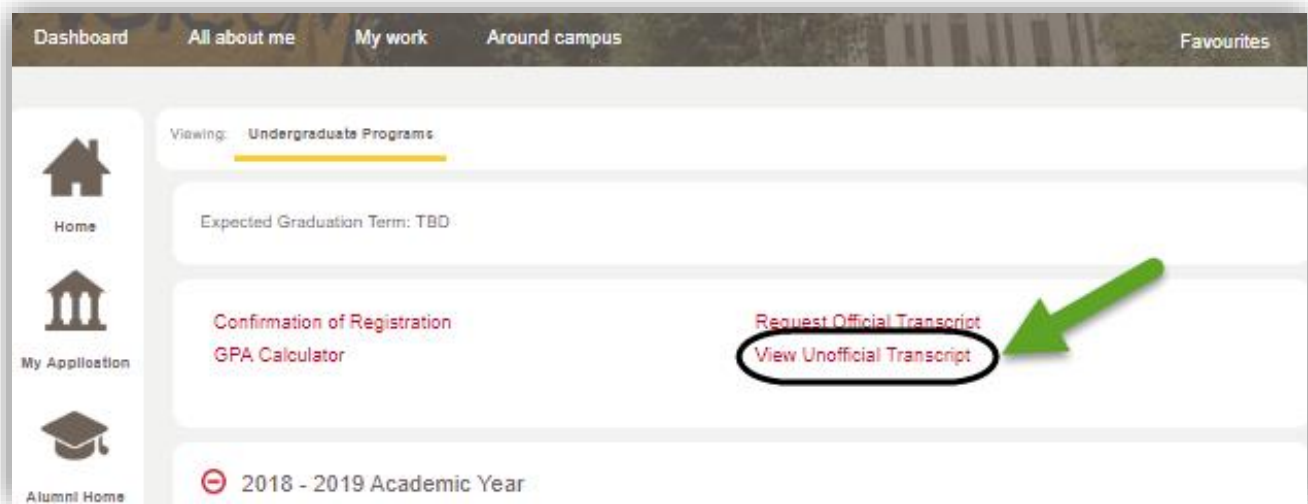 Dashboard All about me My work Around campus Favourites
Viewing: Undergraduate Programs
Home
Expected Graduation Term: TBD
My Application
Confirmation of Registration Request Official Transcript
GPA Calculator View Unofficial Transcript
Alumni Home
2018 - 2019 Academic Year